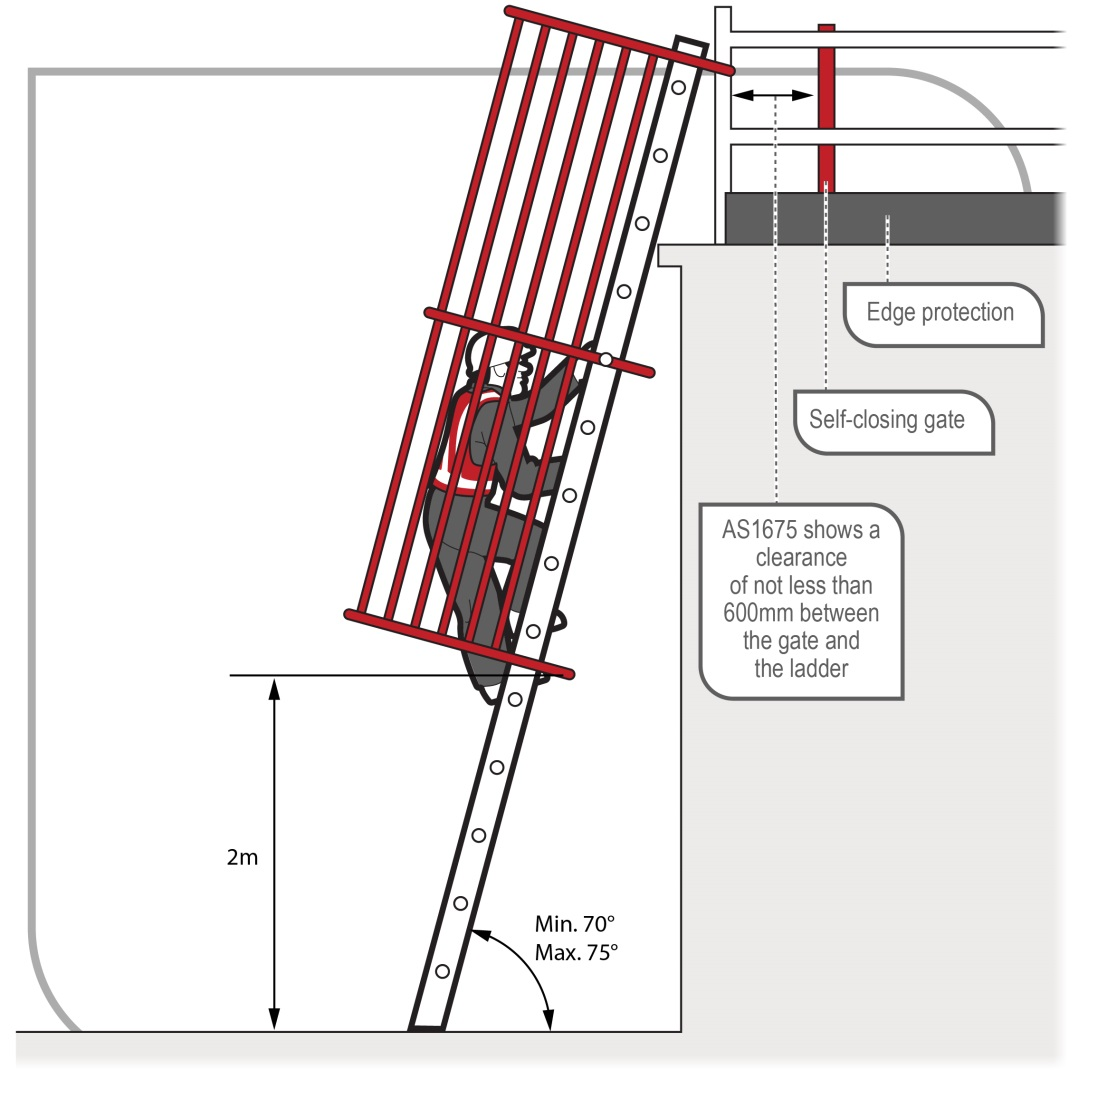 Edge protection
Self-closing gate
AS1675 shows a
clearance
of not less than
600mm between
the gate and
the ladder
2m
Min. 70°
Max. 75°